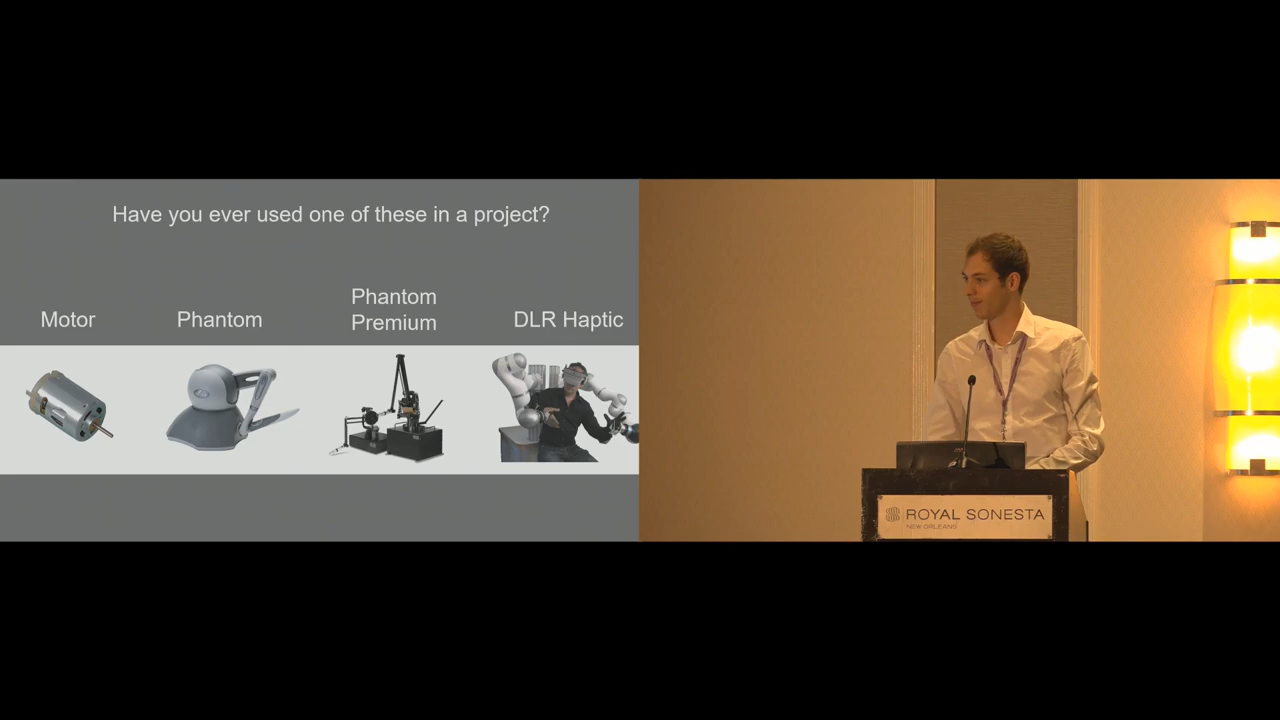 Have you ever used one of these in a project?
Motor
Phantom
Phantom
Premium
DLR Haptic
ROYAL SONESTA
NEW ORLEANS